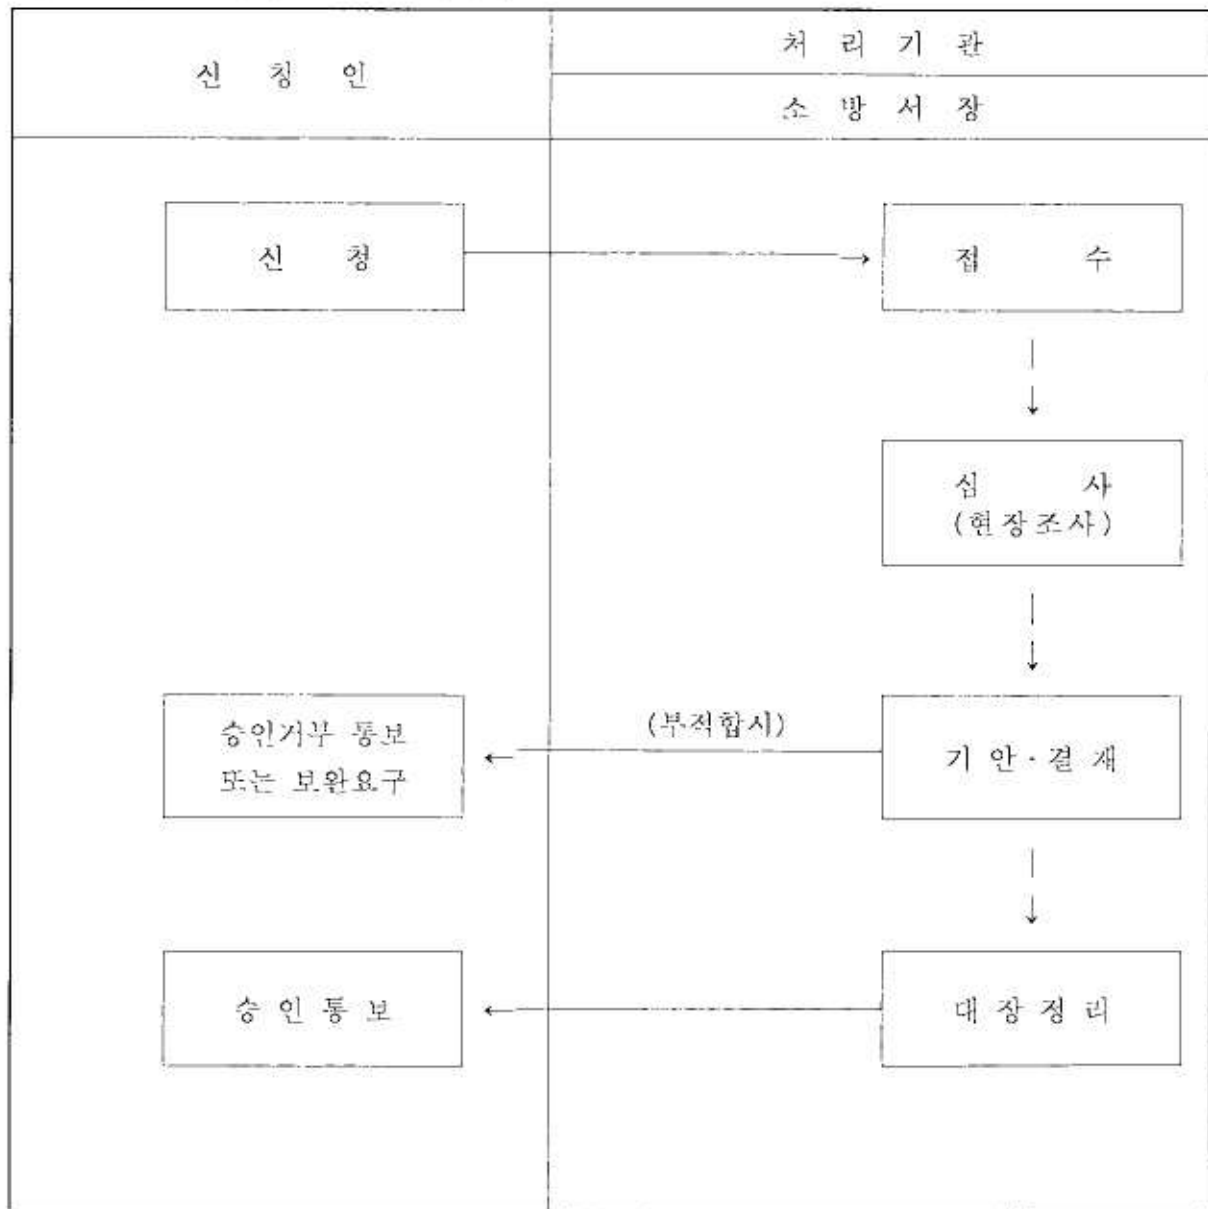 신 청 인
처 리 기 관
소 방 서 장
신 청
접 수
심 사
(현장조사)
승인거부 통보
또는 보완요구
(부적합시)
기 안 · 결 재
승 인 통 보
대 장 정 리